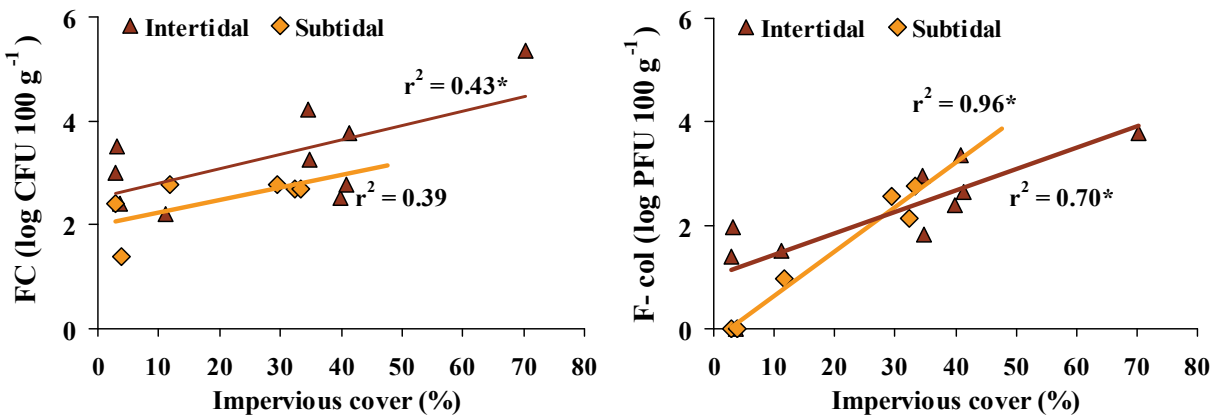 Intertidal Subtidal
FC (log CFU 100 g⁻¹)
6
4
2
0
r² = 0.43*
r² = 0.39
0 10 20 30 40 50 60 70 80
Impervious cover (%)
Intertidal Subtidal
F- col (log PFU 100 g⁻¹)
6
4
2
0
r² = 0.96*
r² = 0.70*
0 10 20 30 40 50 60 70 80
Impervious cover (%)